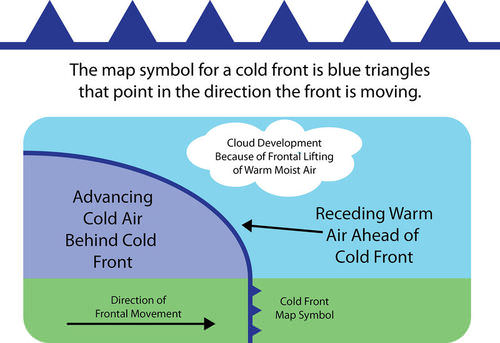 The map symbol for a cold front is blue triangles
that point in the direction the front is moving.
Cloud Development
Because of Frontal Lifting
of Warm Moist Air
Advancing
Cold Air
Behind Cold
Front
Receding Warm
Air Ahead of
Cold Front
Direction of
Frontal Movement
Cold Front
Map Symbol